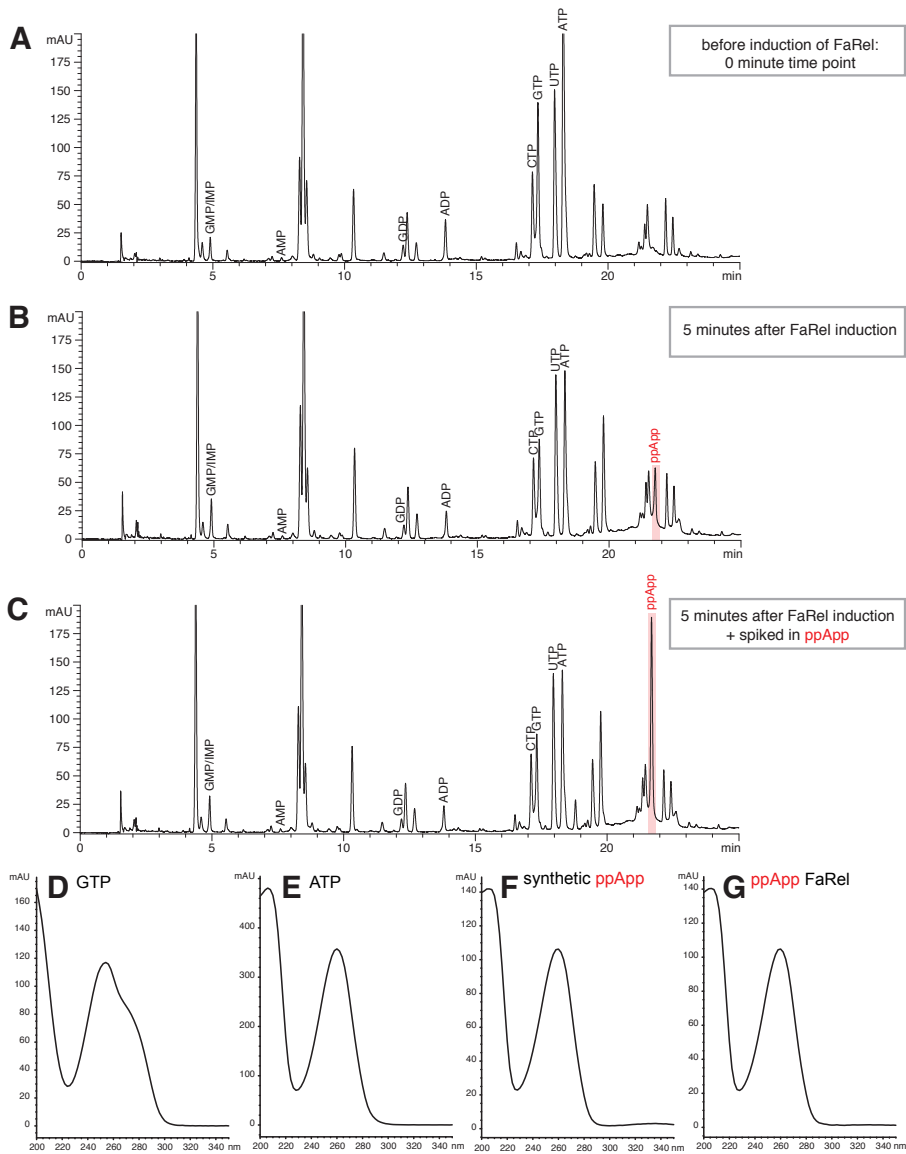 A
mAU
before induction of FaRel:
0 minute time point
175
150
125
100
75
50
25
0
GMP/IMP
AMP
GDP
ADP
CTP
GTP
UTP
ATP
0 5 10 15 20 min
B
mAU
5 minutes after FaRel induction
175
150
125
100
75
50
25
0
GMP/IMP
AMP
GDP
ADP
CTP
GTP
UTP
ATP
ppApp
0 5 10 15 20 min
C
mAU
5 minutes after FaRel induction
+ spiked in ppApp
175
150
125
100
75
50
25
0
GMP/IMP
AMP
GDP
ADP
CTP
GTP
UTP
ATP
ppApp
0 5 10 15 20 min
D GTP
mAU
160
140
120
100
80
60
40
20
0
200 220 240 260 280 300 320 340 nm
E ATP
mAU
400
300
200
100
0
200 220 240 260 280 300 320 340 nm
F synthetic ppApp
mAU
140
120
100
80
60
40
20
0
200 220 240 260 280 300 320 340 nm
G ppApp FaRel
mAU
140
120
100
80
60
40
20
0
200 220 240 260 280 300 320 340 nm